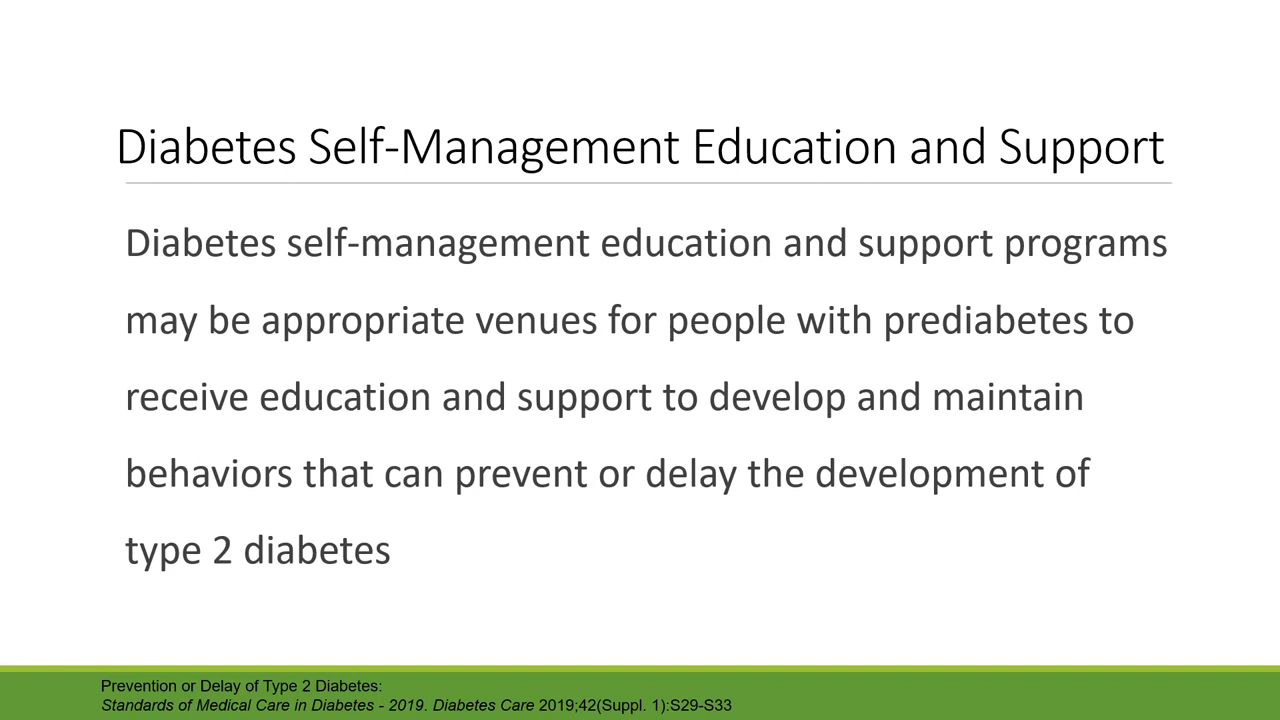 Diabetes Self-Management Education and Support
Diabetes self-management education and support programs
may be appropriate venues for people with prediabetes to
receive education and support to develop and maintain
behaviors that can prevent or delay the development of
type 2 diabetes
Prevention or Delay of Type 2 Diabetes:
Standards of Medical Care in Diabetes - 2019. Diabetes Care 2019;42(Suppl. 1):S29-S33